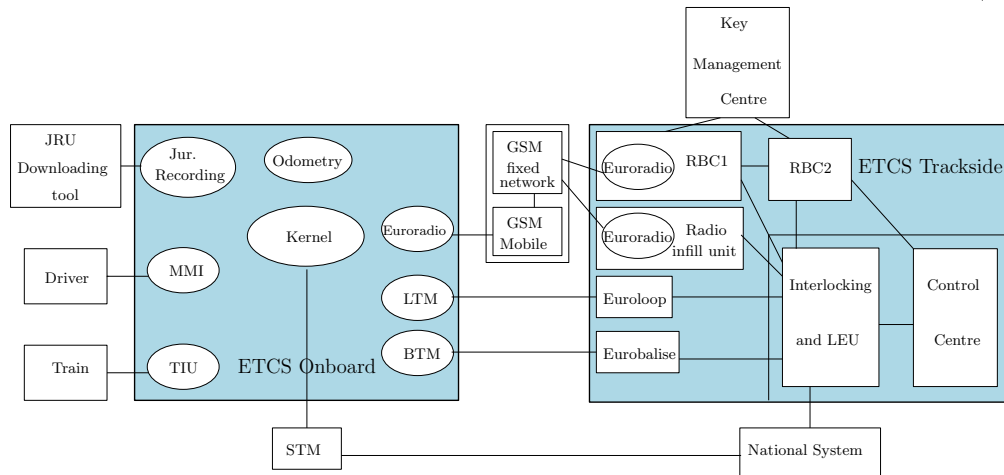 Key
Management
Centre
JRU
Downloading
tool
Jur.
Recording
Odometry
GSM
fixed
network
Euroradio
RBC1
RBC2
ETCS Trackside
Kernel
Euroradio
GSM
Mobile
Euroradio
Radio
infill unit
Driver
MMI
LTM
Euroloop
Interlocking
and LEU
Control
Centre
Train
TIU
ETCS Onboard
BTM
Eurobalise
STM
National System